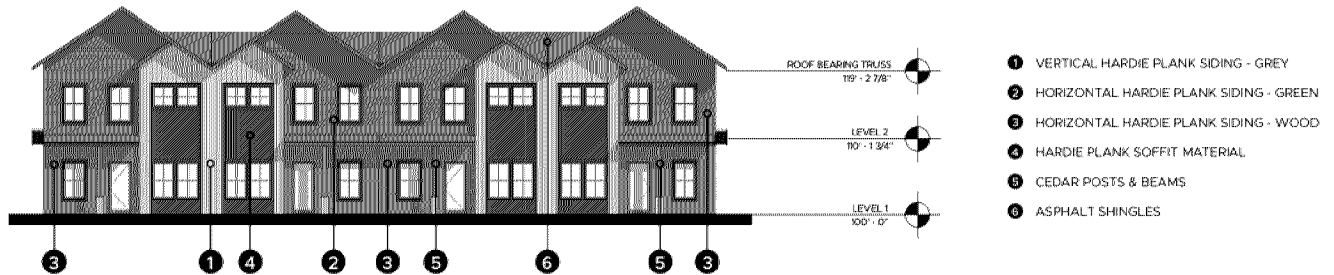 ROOF BEARING TRUSS
119' - 2 7/8"
LEVEL 2
110' - 1 3/4"
LEVEL 1
100' - 0"
1 VERTICAL HARDIE PLANK SIDING - GREY
2 HORIZONTAL HARDIE PLANK SIDING - GREEN
3 HORIZONTAL HARDIE PLANK SIDING - WOOD
4 HARDIE PLANK SOFFIT MATERIAL
5 CEDAR POSTS & BEAMS
6 ASPHALT SHINGLES
3 1 4 2 3 5 6 5 3